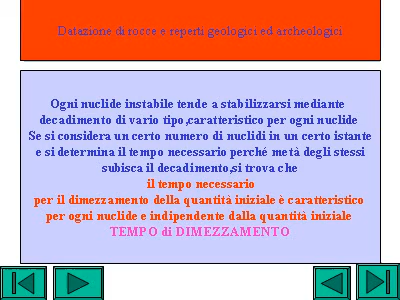 Datazione di rocce e reperti geologici ed archeologici
Ogni nuclide instabile tende a stabilizzarsi mediante
decadimento di vario tipo,caratteristico per ogni nuclide
Se si considera un certo numero di nuclidi in un certo istante
e si determina il tempo necessario perché metà degli stessi
subisca il decadimento,si trova che
il tempo necessario
per il dimezzamento della quantità iniziale è caratteristico
per ogni nuclide e indipendente dalla quantità iniziale
TEMPO di DIMEZZAMENTO